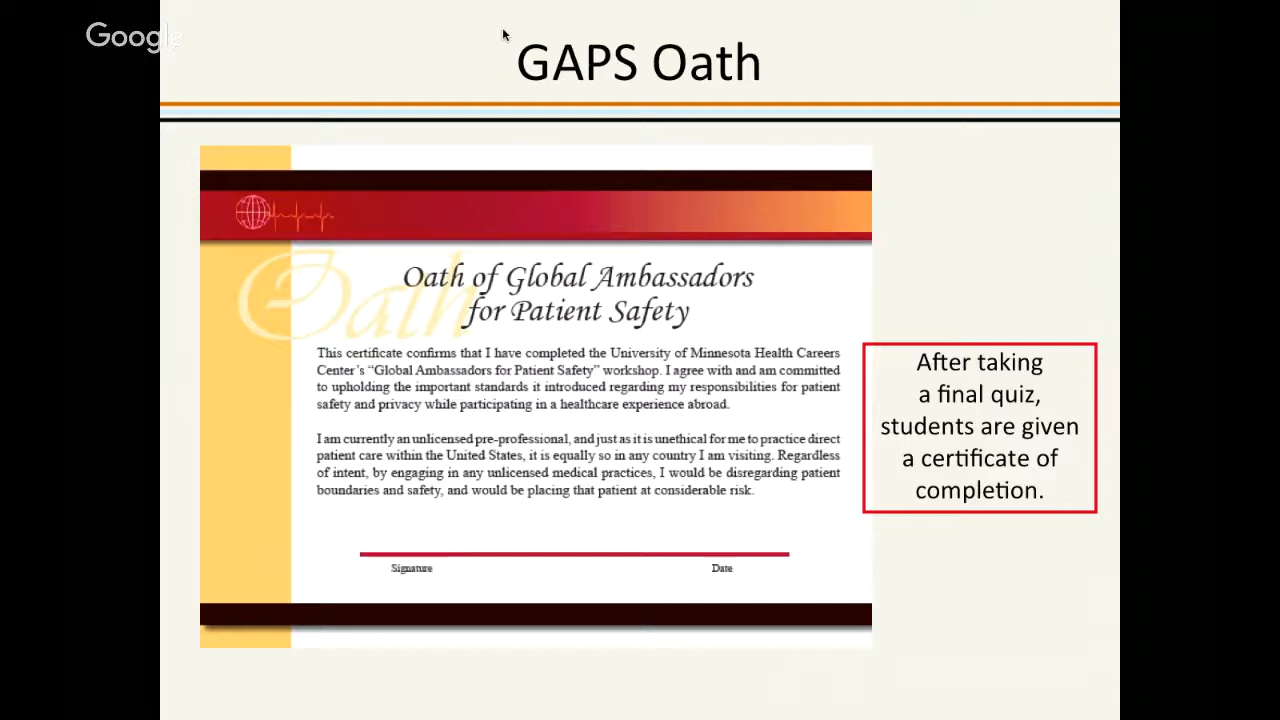 Google
GAPS Oath
Oath
Oath of Global Ambassadors
for Patient Safety
This certificate confirms that I have completed the University of Minnesota Health Careers
Center's “Global Ambassadors for Patient Safety” workshop. I agree with and am committed
to upholding the important standards it introduced regarding my responsibilities for patient
safety and privacy while participating in a healthcare experience abroad.
I am currently an unlicensed pre-professional, and just as it is unethical for me to practice direct
patient care within the United States, it is equally so in any country I am visiting. Regardless
of intent, by engaging in any unlicensed medical practices, I would be disregarding patient
boundaries and safety, and would be placing that patient at considerable risk.
Signature Date
After taking
a final quiz,
students are given
a certificate of
completion.